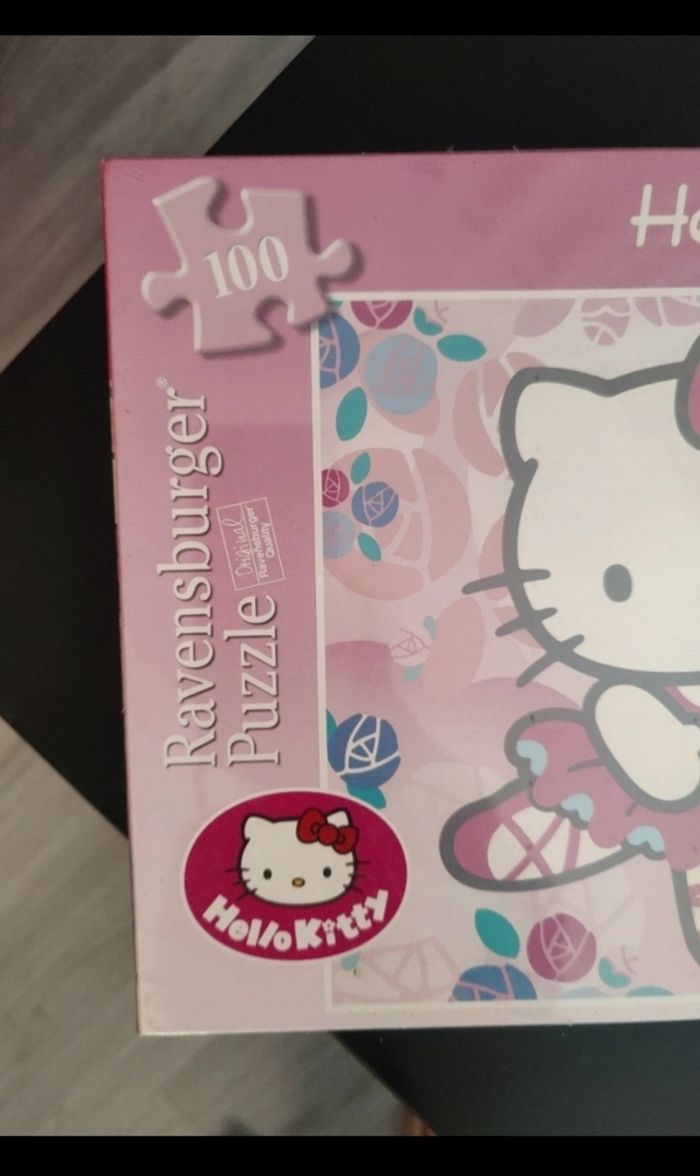 100
Ravensburger®
Puzzle
Original
Ravensburger
Quality
Hello Kitty